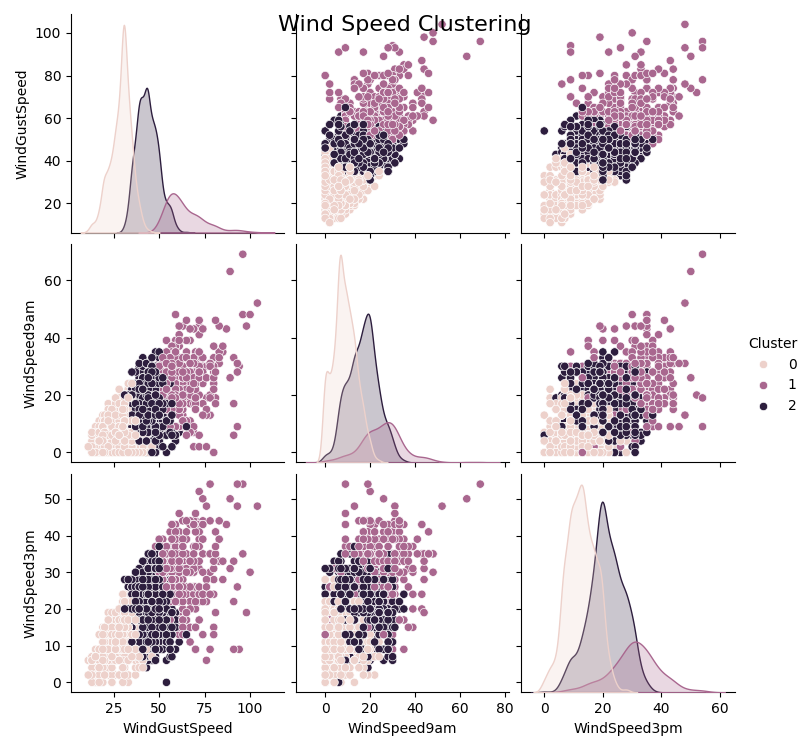 Wind Speed Clustering
WindGustSpeed
100
80
60
40
20
WindSpeed9am
60
40
20
0
Cluster
0
1
2
WindSpeed3pm
50
40
30
20
10
0
25 50 75 100
0 20 40 60 80
0 20 40 60
WindGustSpeed
WindSpeed9am
WindSpeed3pm